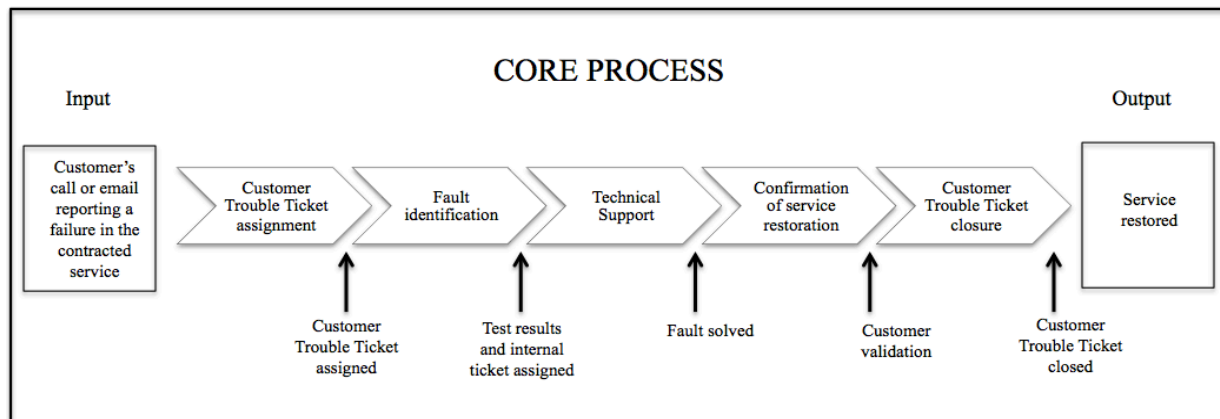 CORE PROCESS
Input
Output
Customer's
call or email
reporting a
failure in the
contracted
service
Customer
Trouble Ticket
assignment
Fault
identification
Technical
Support
Confirmation
of service
restoration
Customer
Trouble Ticket
closure
Service
restored
Customer
Trouble Ticket
assigned
Test results
and internal
ticket assigned
Fault solved
Customer
validation
Customer
Trouble Ticket
closed